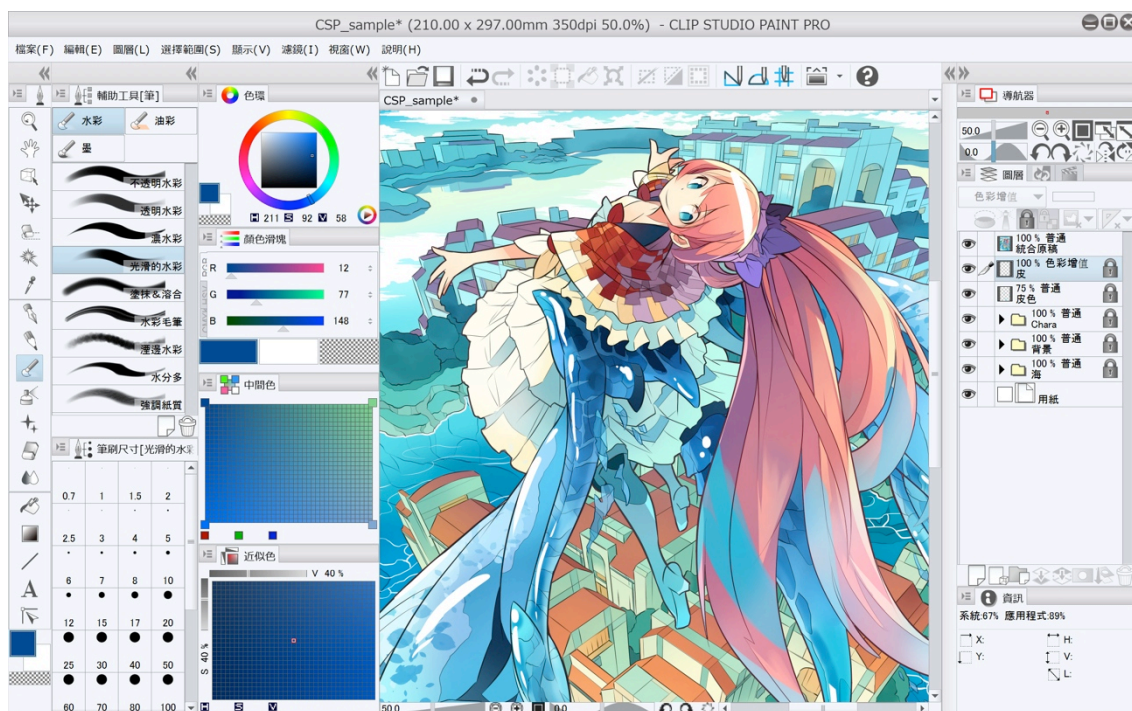 CSP_sample* (210.00 x 297.00mm 350dpi 50.0%) - CLIP STUDIO PAINT PRO
檔案(F) 編輯(E) 圖層(L) 選擇範圍(S) 顯示(V) 濾鏡(I) 視窗(W) 說明(H)
輔助工具[筆]
水彩
油彩
墨
不透明水彩
透明水彩
濃水彩
光滑的水彩
塗抹&溶合
水彩毛筆
溼邊水彩
水分多
強調紙質
筆刷尺寸[光滑的水彩
0.7 1 1.5 2
2.5 3 4 5
6 7 8 10
12 15 17 20
25 30 40 50
60 70 80 100
色環
H 211 S 92 V 58
顏色滑塊
RGB
R 12
G 77
B 148
中間色
近似色
V 40 %
S 40 %
H S V
CSP_sample*
50.0 0.0
導航器
50.0
0.0
圖層
色彩增值
100 % 普通
統合原稿
100 % 色彩增值
皮
75 % 普通
皮色
100 % 普通
Chara
100 % 普通
背景
100 % 普通
海
用紙
資訊
系統:67% 應用程式:89%
X: H:
Y: V:
L: